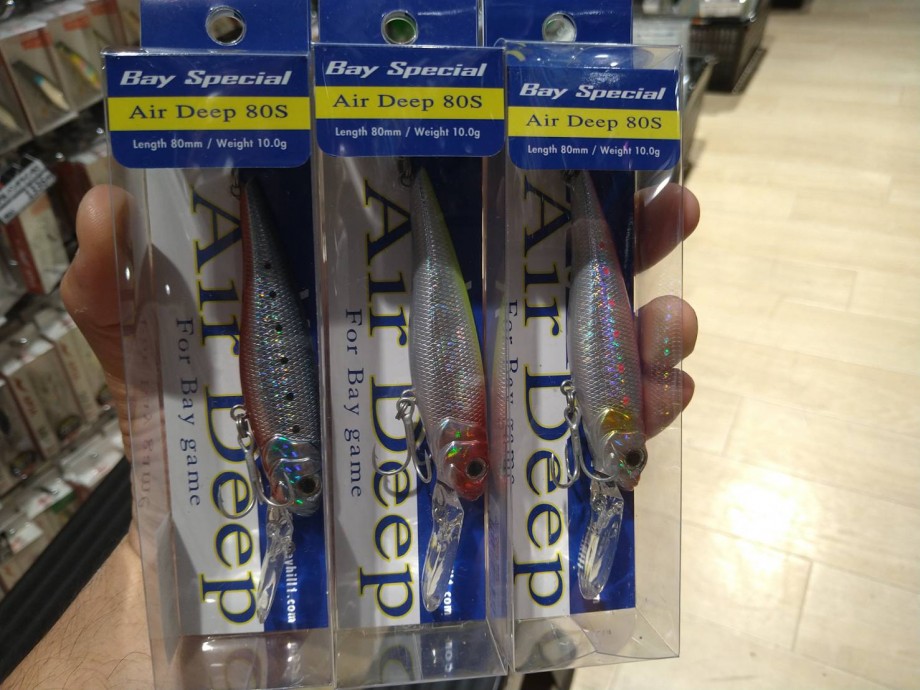 Bay Special
Air Deep 80S
Length 80mm / Weight 10.0g
Air Deep
For Bay game
Bay Special
Air Deep 80S
Length 80mm / Weight 10.0g
Air Deep
For Bay game
.com
Bay Special
Air Deep 80S
Length 80mm / Weight 10.0g
Air Deep
For Bay game